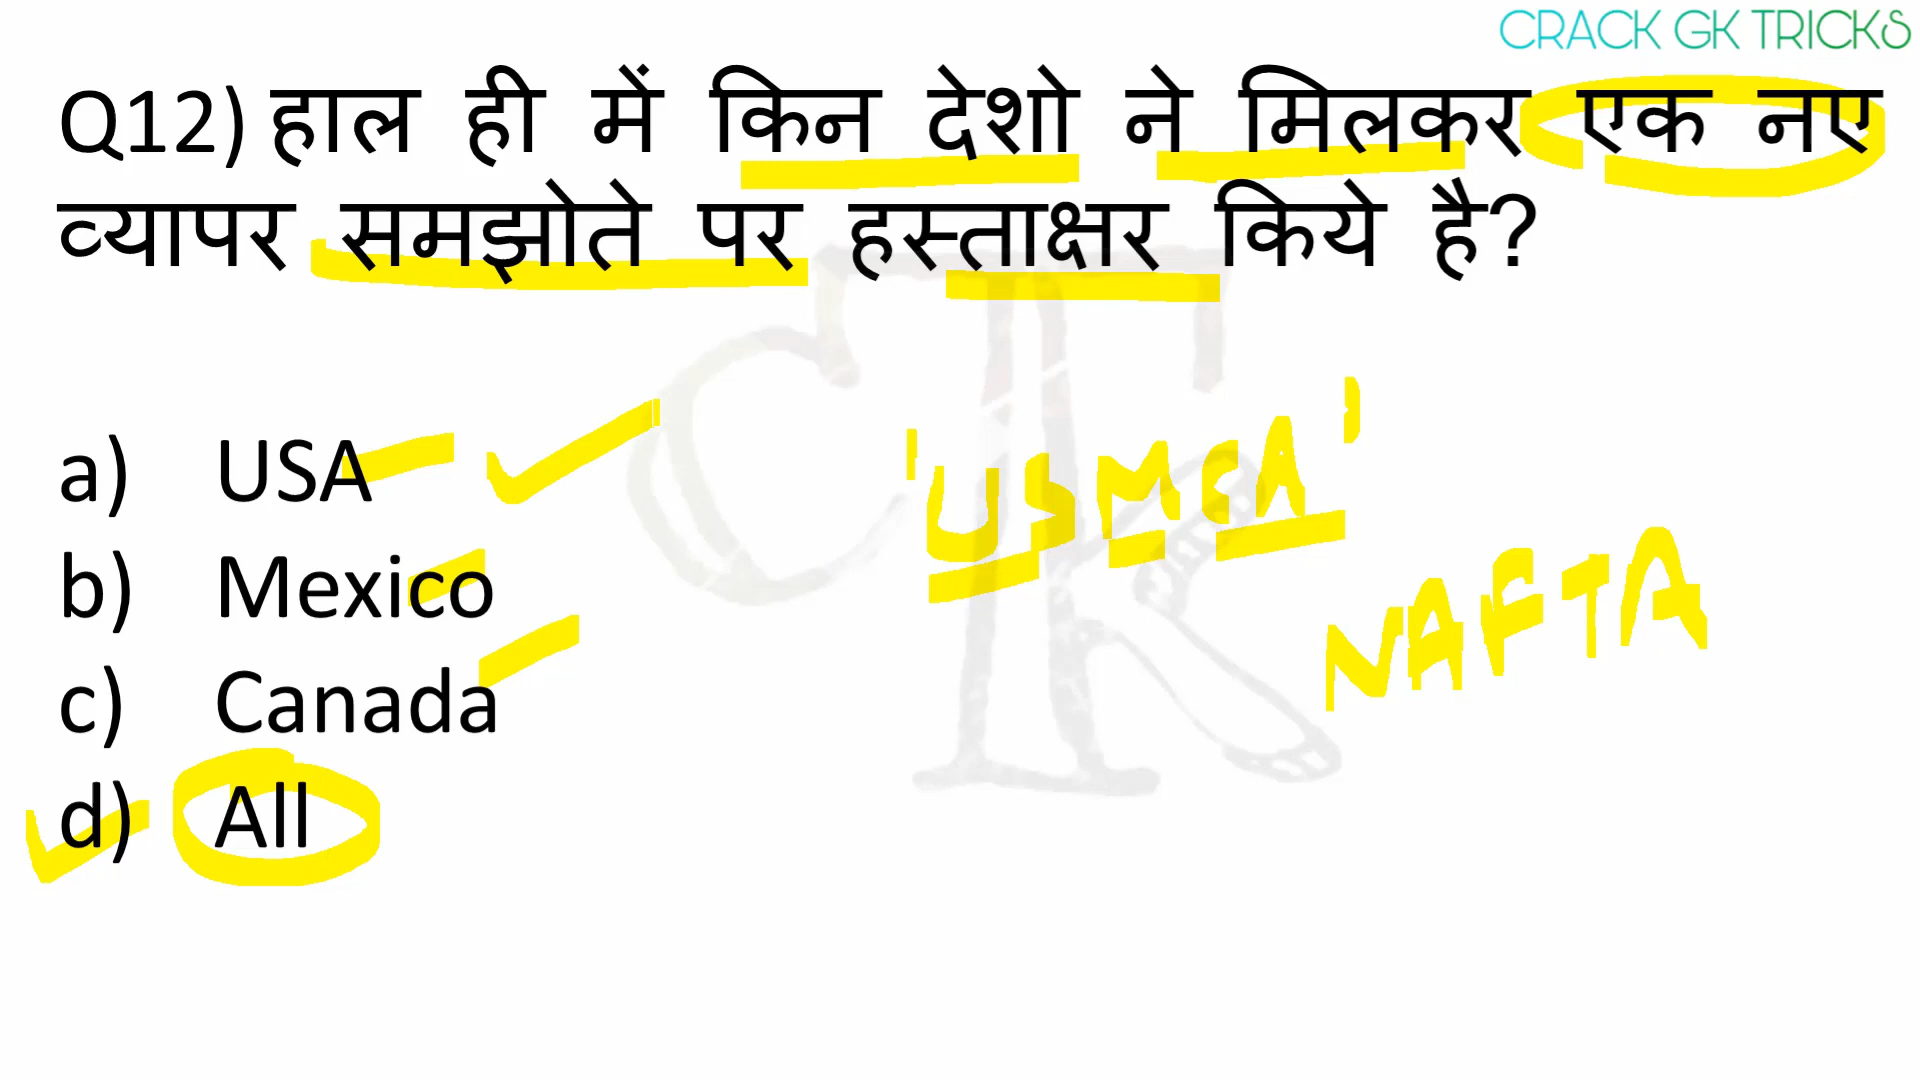 CRACK GK TRICKS
Q12) हाल ही में किन देशो ने मिलकर एक नए
व्यापर समझोते पर हस्ताक्षर किये है?
a) USA
'USMCA'
b) Mexico
NAFTA
c) Canada
d) All